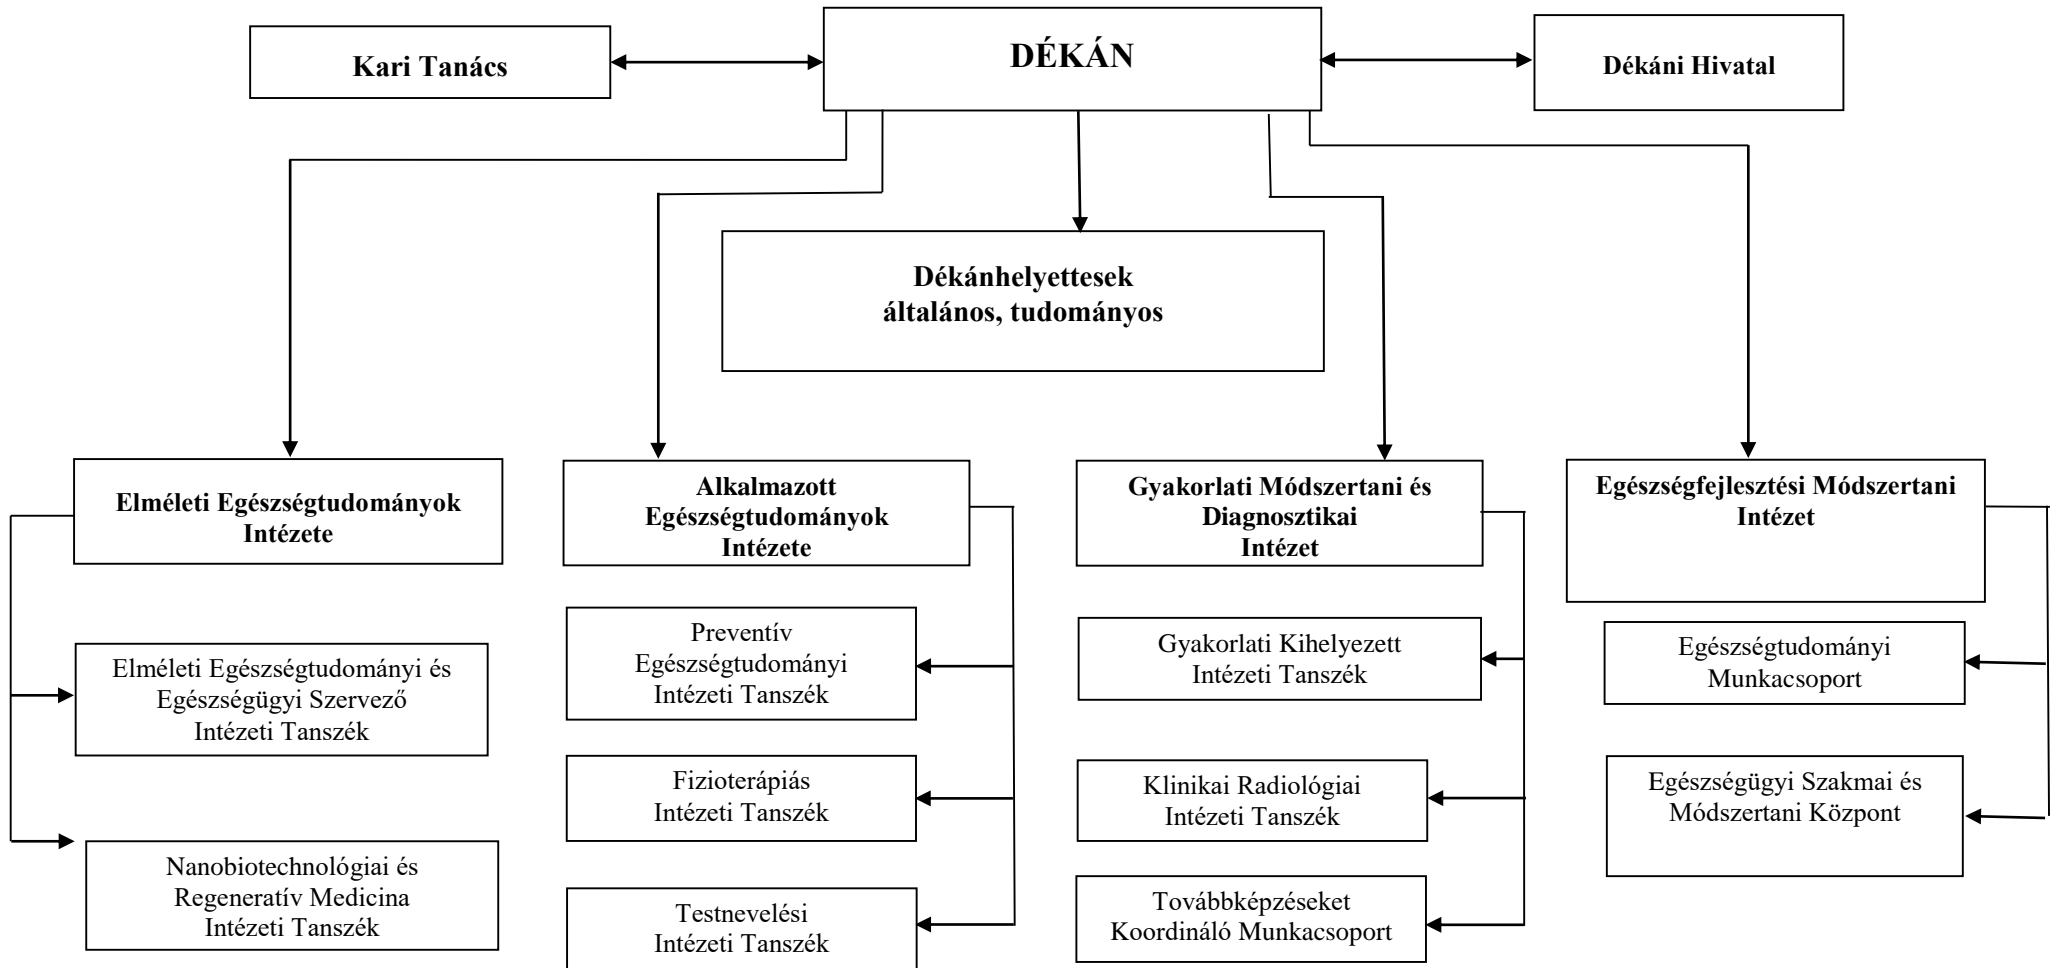 Kari Tanács
DÉKÁN
Dékáni Hivatal
Dékánhelyettesek
általános, tudományos
Elméleti Egészségtudományok
Intézete
Alkalmazott
Egészségtudományok
Intézete
Gyakorlati Módszertani és
Diagnosztikai
Intézet
Egészségfejlesztési Módszertani
Intézet
Elméleti Egészségtudományi és
Egészségügyi Szervező
Intézeti Tanszék
Nanobiotechnológiai és
Regeneratív Medicina
Intézeti Tanszék
Preventív
Egészségtudományi
Intézeti Tanszék
Fizioterápiás
Intézeti Tanszék
Testnevelési
Intézeti Tanszék
Gyakorlati Kihelyezett
Intézeti Tanszék
Klinikai Radiológiai
Intézeti Tanszék
Továbbképzéseket
Koordináló Munkacsoport
Egészségtudományi
Munkacsoport
Egészségügyi Szakmai és
Módszertani Központ